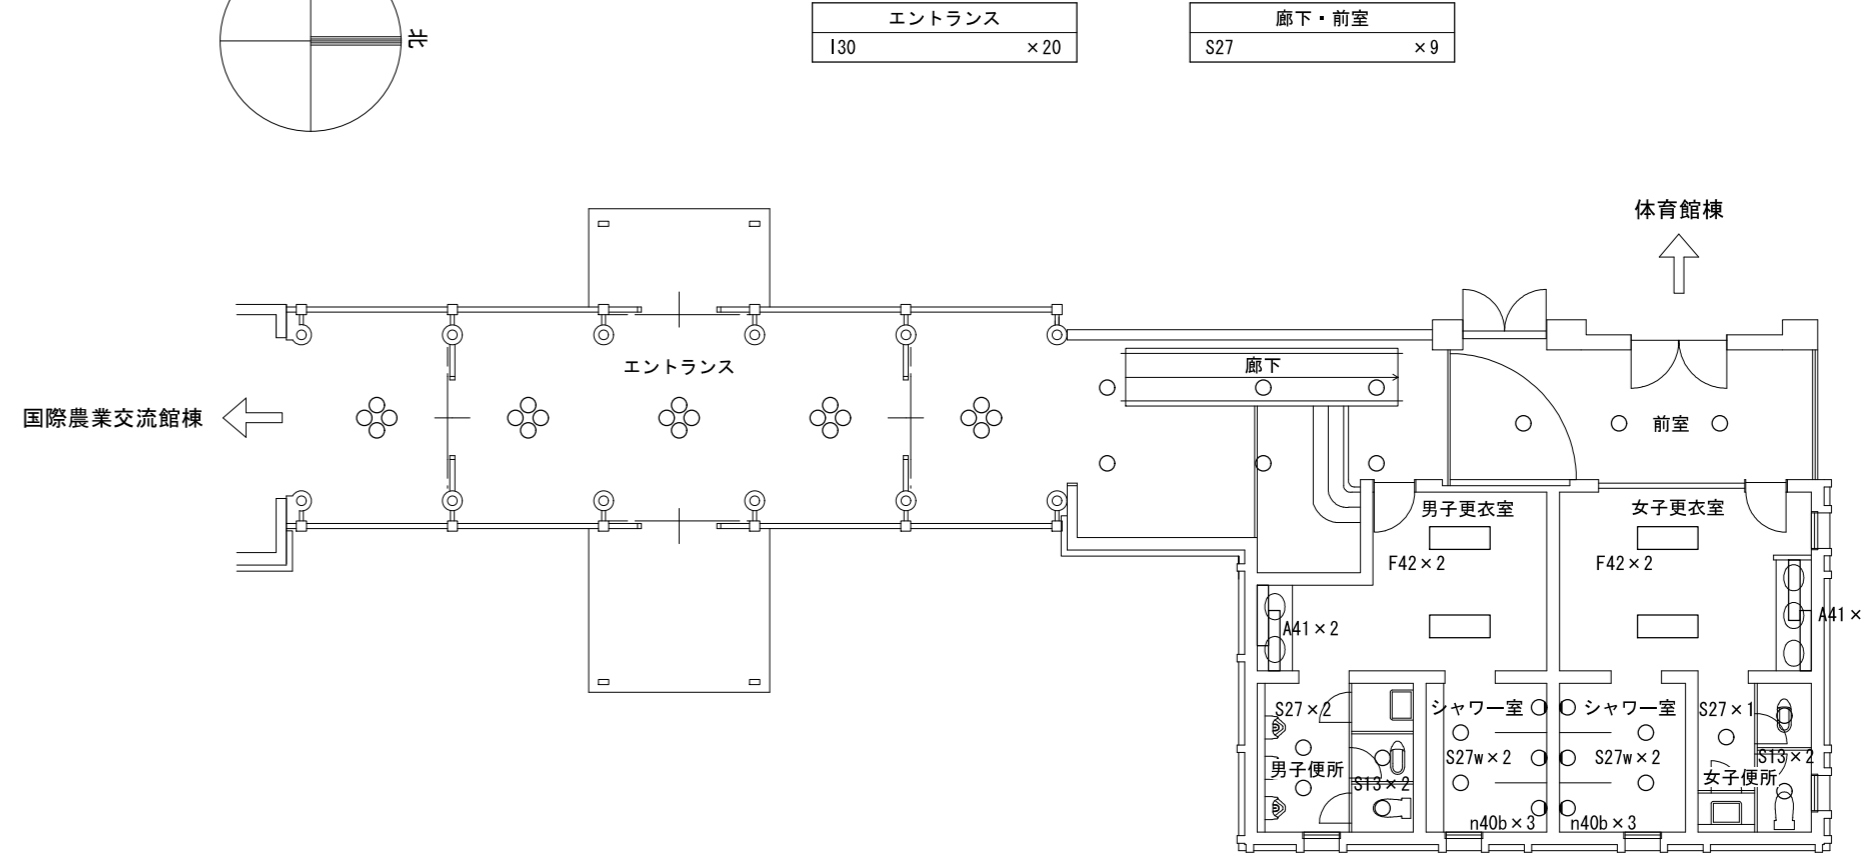 北
エントランス
I30 ×20
廊下・前室
S27 ×9
体育館棟
エントランス
廊下
国際農業交流館棟
前室
男子更衣室
女子更衣室
F42×2
F42×2
A41×2
A41×
S27×2
シャワー室
シャワー室
S27×1
S27w×2
S27w×2
S13×2
男子便所
女子便所
S13×2
n40b×3
n40b×3